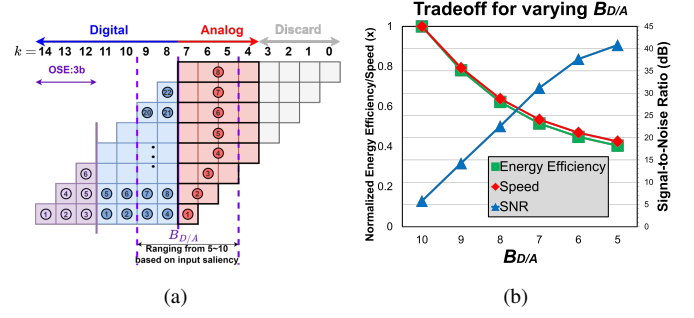 Digital Analog Discard
k = 14 13 12 11 10 9 8 7 6 5 4 3 2 1 0
OSE:3b
8
22 7
20 21 6
5
4
6 3
4 5 5 6 7 8 2
1 2 3 1 2 3 4 1
B_{D/A}
Ranging from 5~10
based on input saliency
(a)
Tradeoff for varying B_{D/A}
Normalized Energy Efficiency/Speed (x)
1
0.8
0.6
0.4
0.2
0
Energy Efficiency
Speed
SNR
10 9 8 7 6 5
B_{D/A}
45
40
35
30
25
20
15
10
5
0
Signal-to-Noise Ratio (dB)
(b)